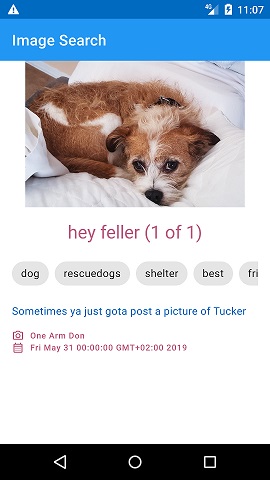 4G 11:07
Image Search
hey feller (1 of 1)
dog rescuedogs shelter best fri
Sometimes ya just gota post a picture of Tucker
One Arm Don
Fri May 31 00:00:00 GMT+02:00 2019